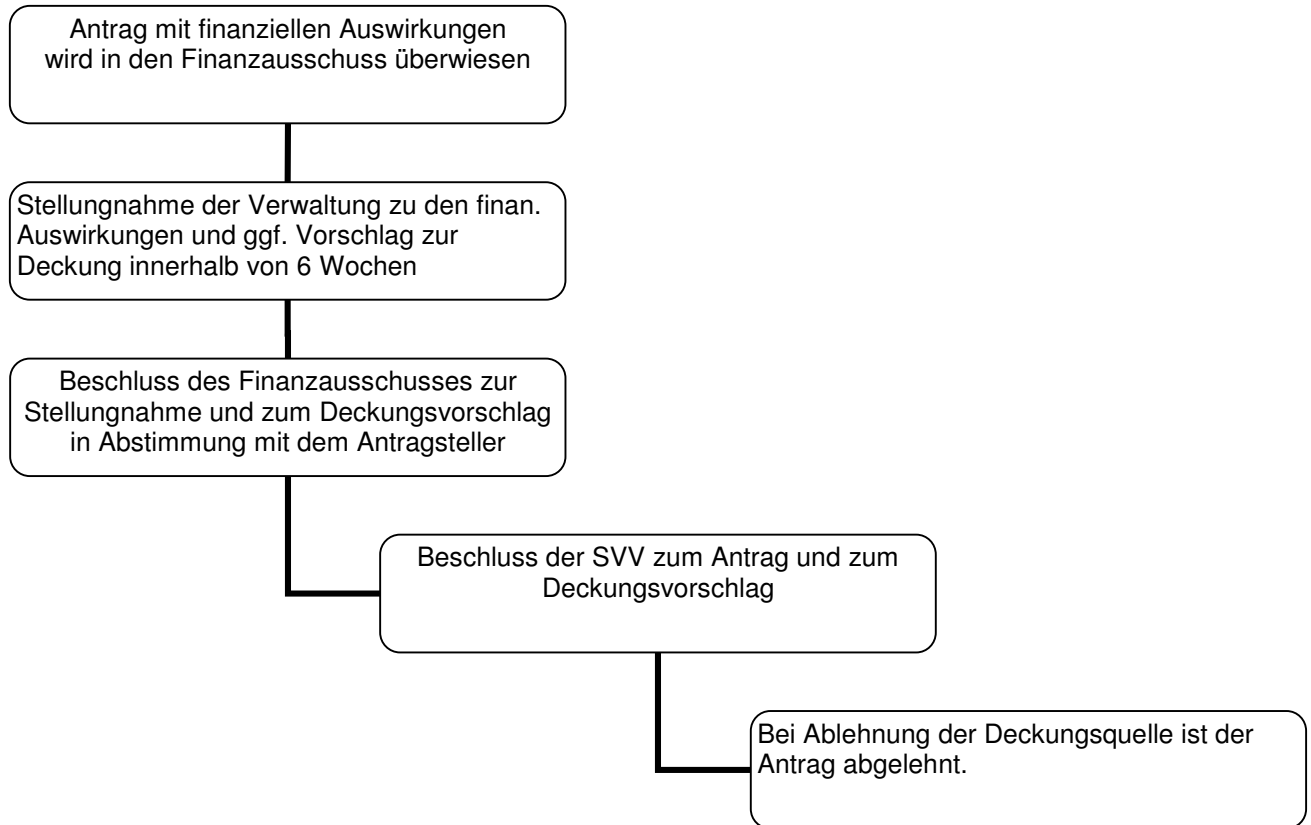 Antrag mit finanziellen Auswirkungen
wird in den Finanzausschuss überwiesen
Stellungnahme der Verwaltung zu den finan.
Auswirkungen und ggf. Vorschlag zur
Deckung innerhalb von 6 Wochen
Beschluss des Finanzausschusses zur
Stellungnahme und zum Deckungsvorschlag
in Abstimmung mit dem Antragsteller
Beschluss der SVV zum Antrag und zum
Deckungsvorschlag
Bei Ablehnung der Deckungsquelle ist der
Antrag abgelehnt.